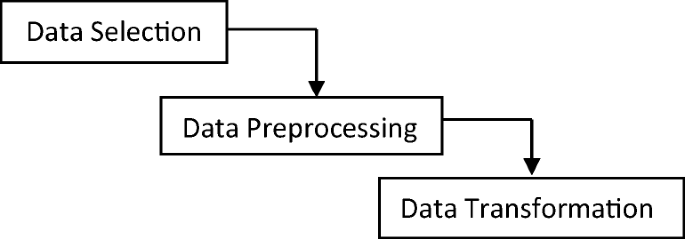 Data Selection
Data Preprocessing
Data Transformation